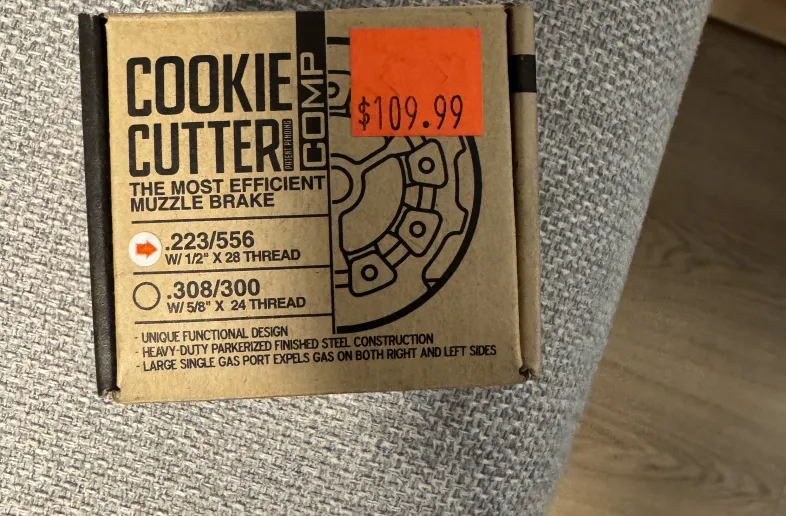 COOKIE
CUTTER
PATENT PENDING
COMP
$109.99
THE MOST EFFICIENT
MUZZLE BRAKE
.223/556
W/ 1/2" X 28 THREAD
.308/300
W/ 5/8" X 24 THREAD
- UNIQUE FUNCTIONAL DESIGN
- HEAVY-DUTY PARKERIZED FINISHED STEEL CONSTRUCTION
- LARGE SINGLE GAS PORT EXPELS GAS ON BOTH RIGHT AND LEFT SIDES